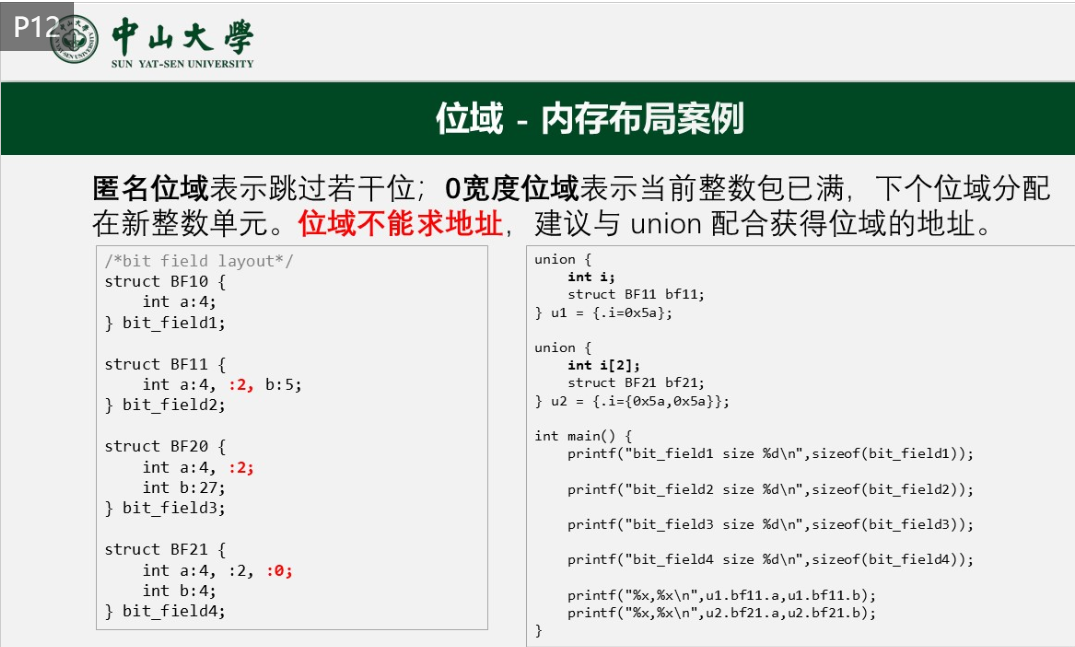 P12
中山大學
SUN YAT-SEN UNIVERSITY
位域 - 内存布局案例
匿名位域表示跳过若干位；0宽度位域表示当前整数包已满，下个位域分配
在新整数单元。位域不能求地址，建议与 union 配合获得位域的地址。
/*bit field layout*/
struct BF10 {
    int a:4;
} bit_field1;
struct BF11 {
    int a:4, :2, b:5;
} bit_field2;
struct BF20 {
    int a:4, :2;
    int b:27;
} bit_field3;
struct BF21 {
    int a:4, :2, :0;
    int b:4;
} bit_field4;
union {
    int i;
    struct BF11 bf11;
} u1 = {.i=0x5a};
union {
    int i[2];
    struct BF21 bf21;
} u2 = {.i={0x5a,0x5a}};
int main() {
    printf("bit_field1 size %d\n",sizeof(bit_field1));
    printf("bit_field2 size %d\n",sizeof(bit_field2));
    printf("bit_field3 size %d\n",sizeof(bit_field3));
    printf("bit_field4 size %d\n",sizeof(bit_field4));
    printf("%x,%x\n",u1.bf11.a,u1.bf11.b);
    printf("%x,%x\n",u2.bf21.a,u2.bf21.b);
}